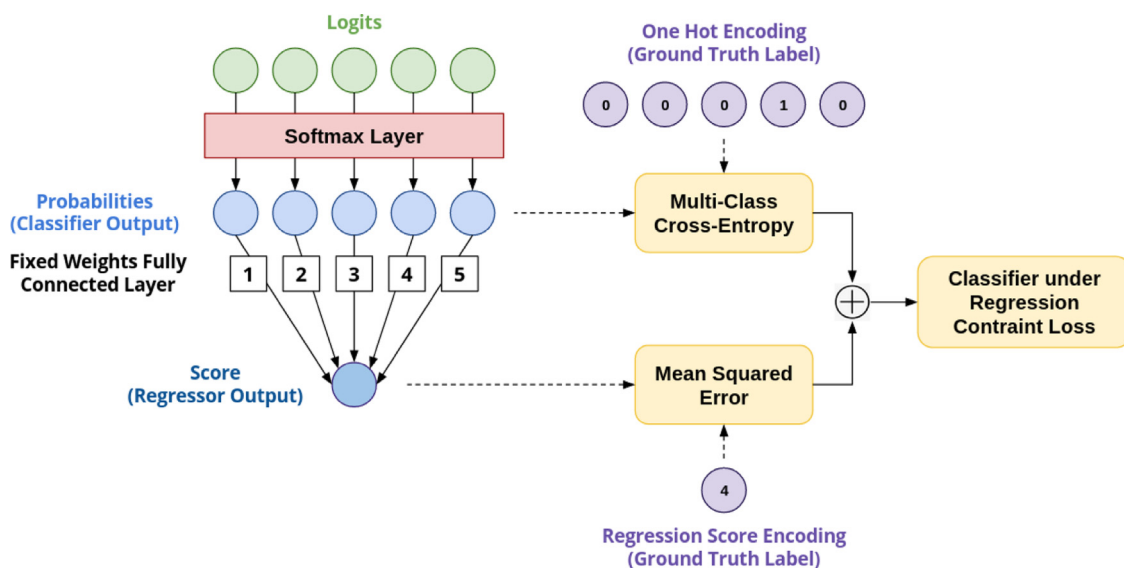 Logits
One Hot Encoding
(Ground Truth Label)
0 0 0 1 0
Softmax Layer
Probabilities
(Classifier Output)
Multi-Class
Cross-Entropy
Fixed Weights Fully
Connected Layer
1 2 3 4 5
Classifier under
Regression
Contraint Loss
Score
(Regressor Output)
Mean Squared
Error
4
Regression Score Encoding
(Ground Truth Label)